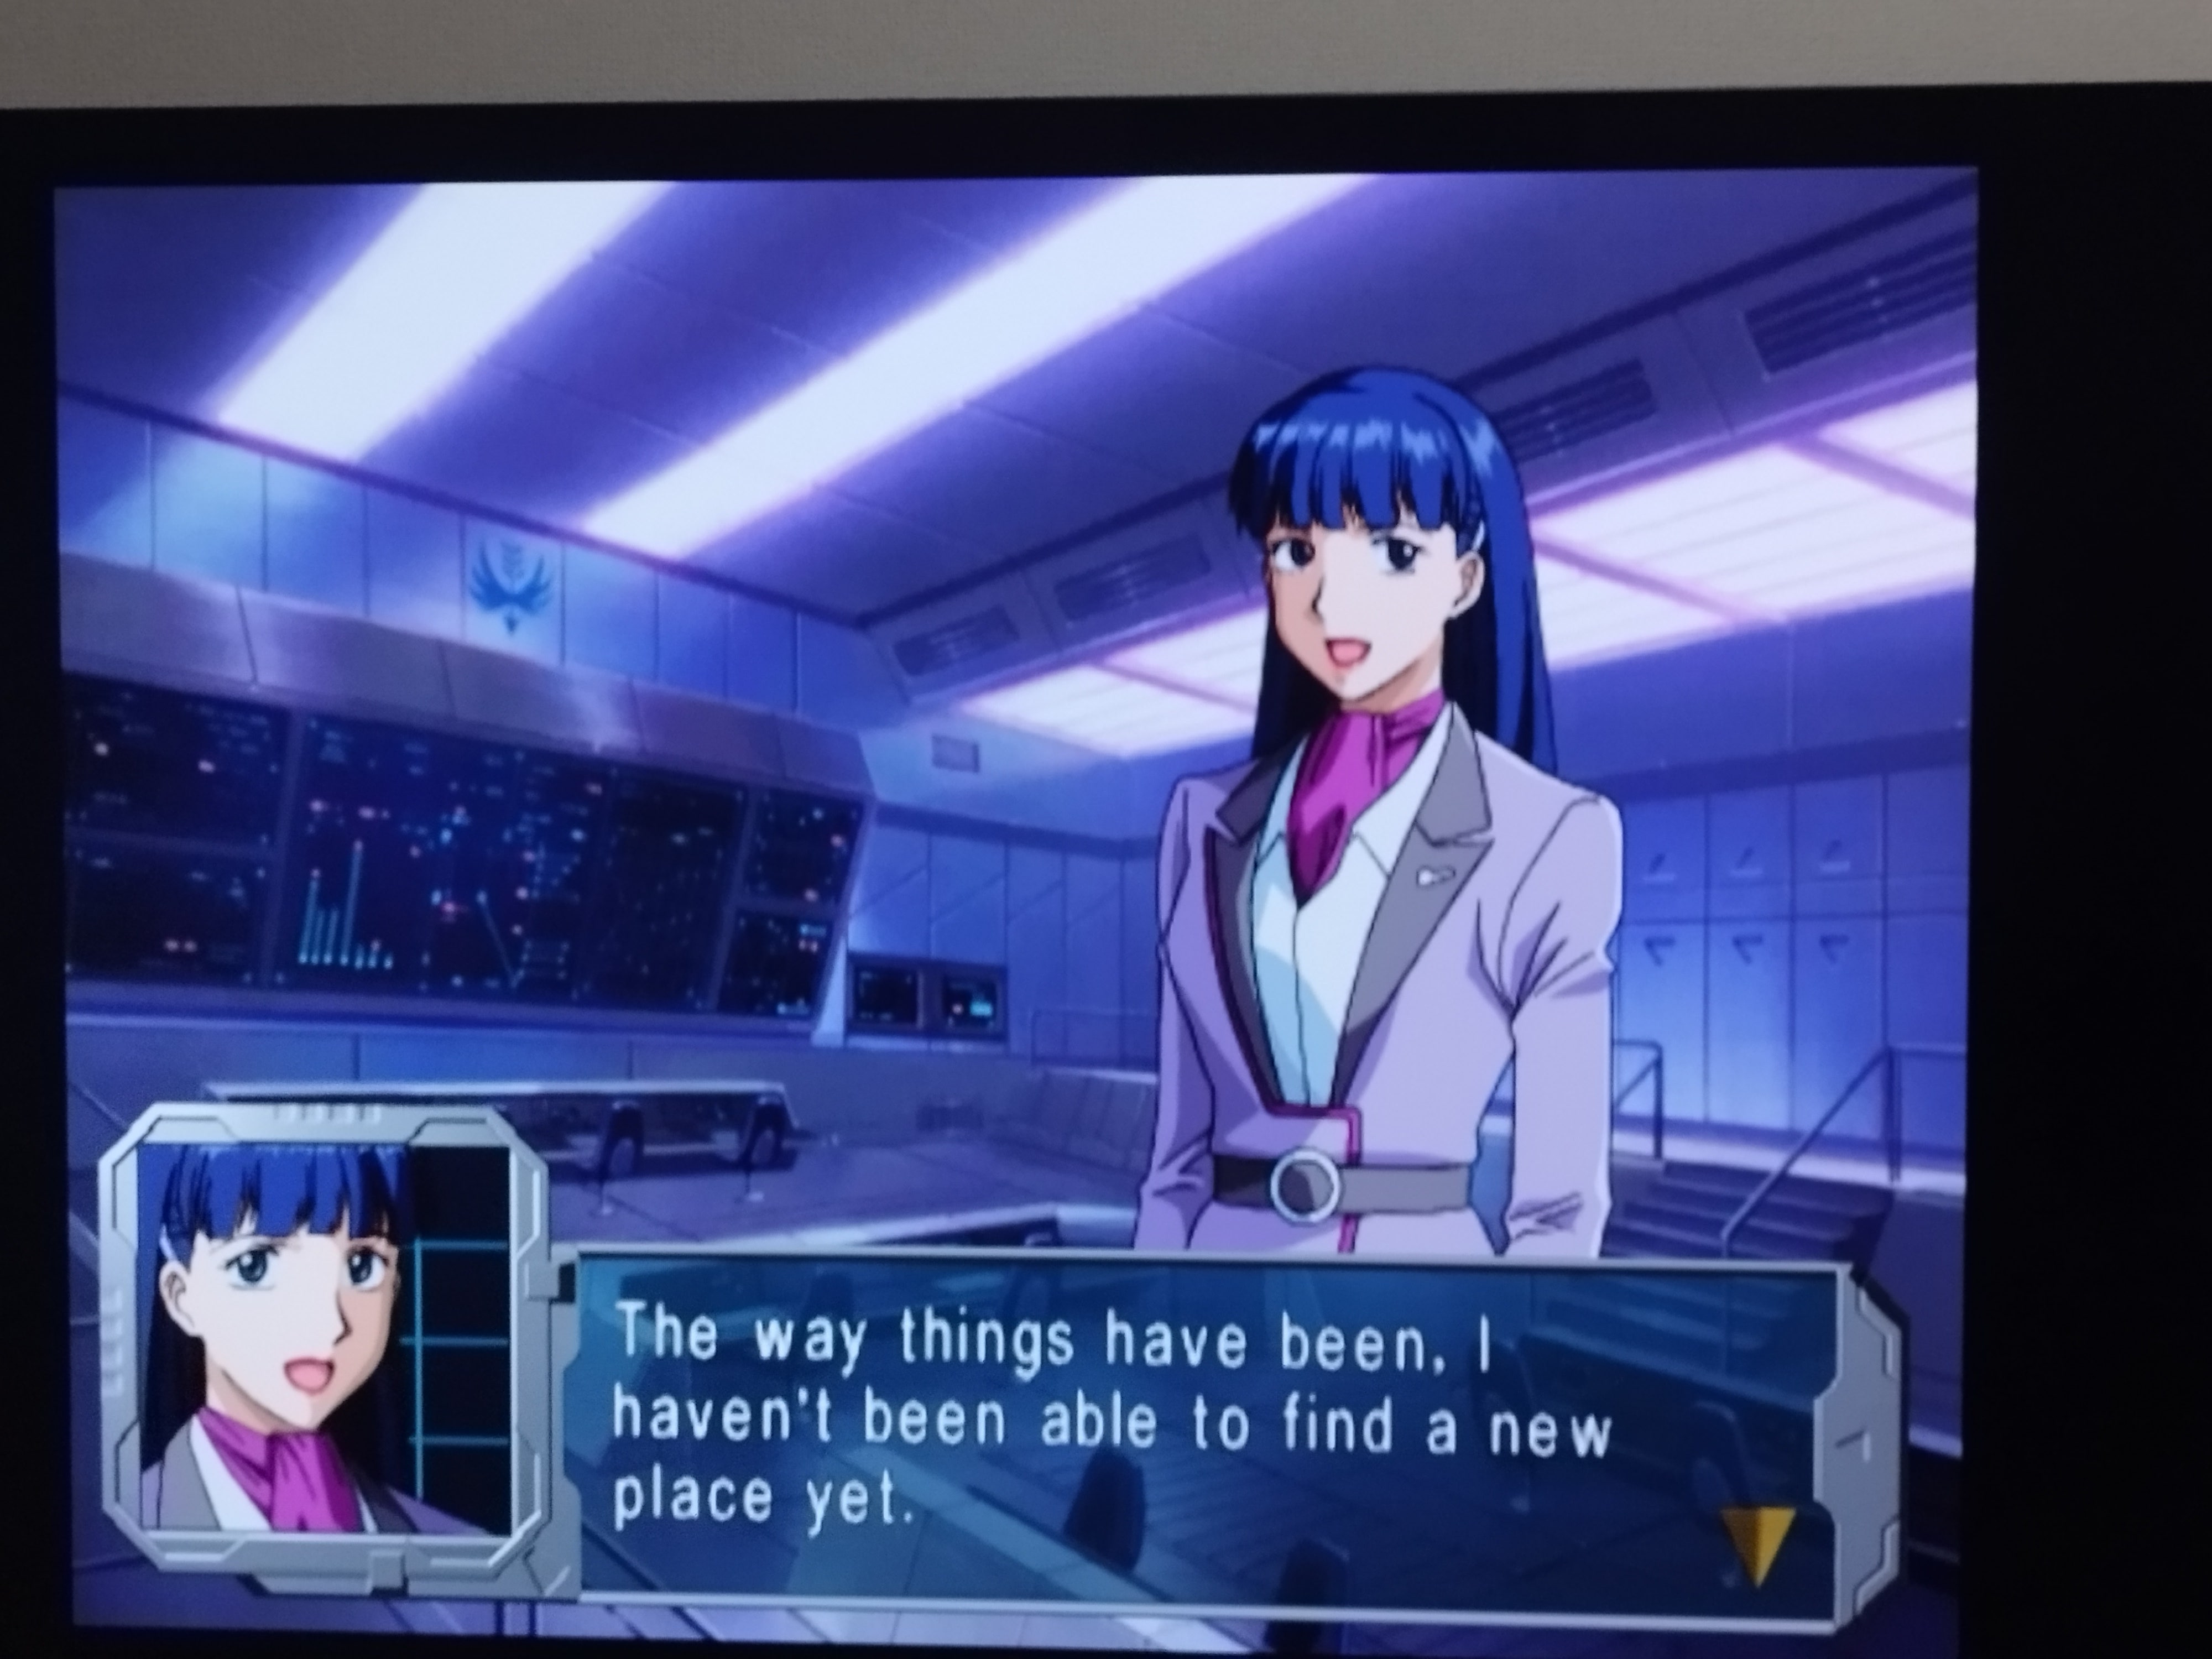 The way things have been, I
haven't been able to find a new
place yet.